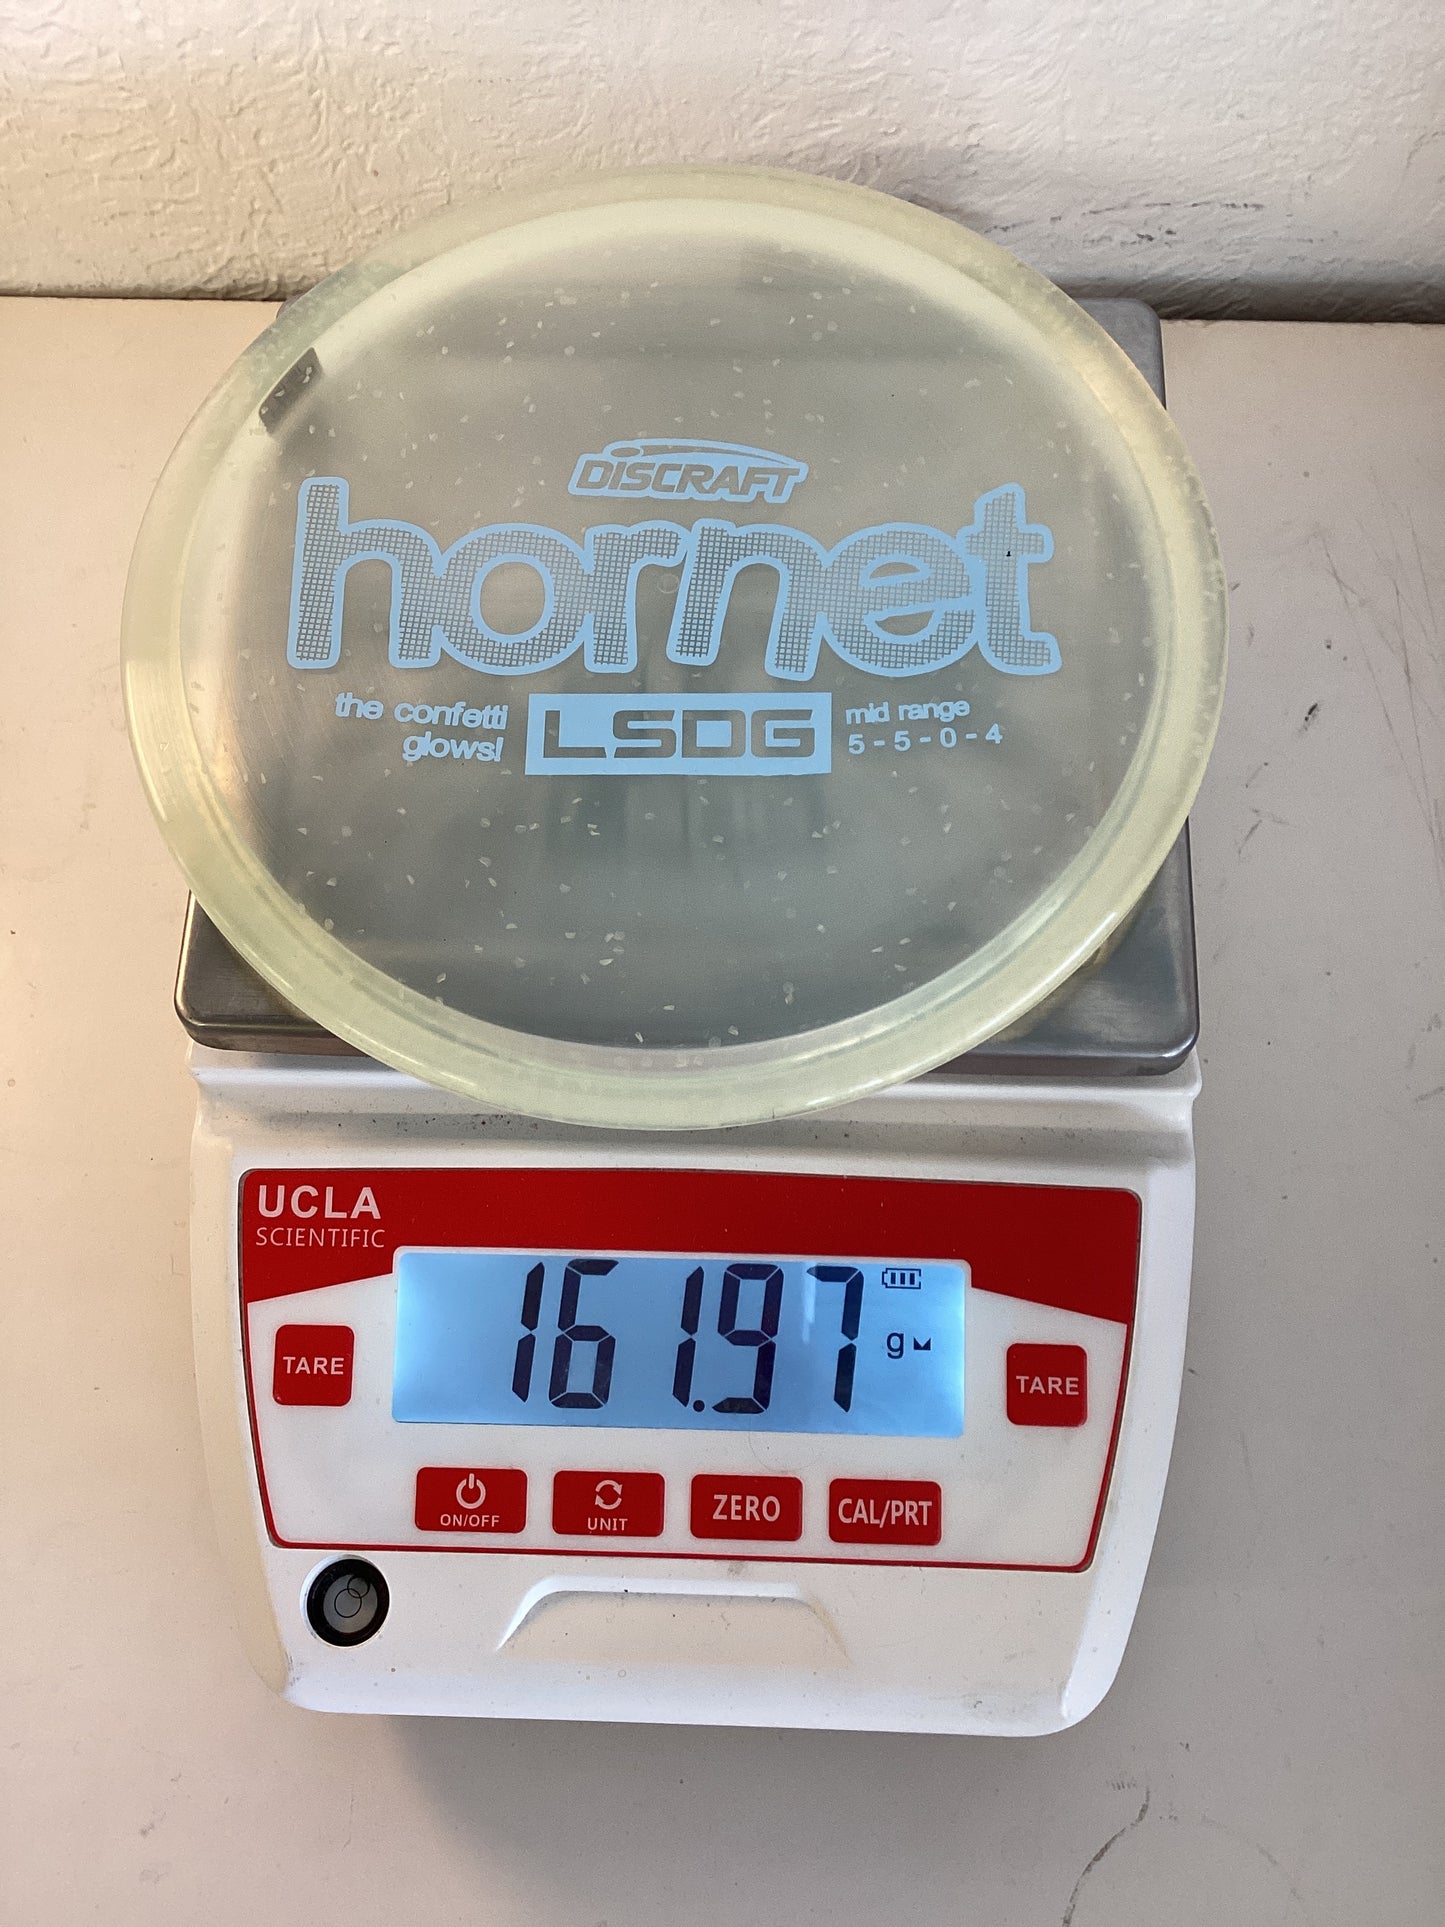 DISCRAFT
hornet
the confetti
glows!
LSDG
mid range
5 - 5 - 0 - 4
UCLA
SCIENTIFIC
161.97
g
TARE
TARE
ON/OFF
UNIT
ZERO
CAL/PRT